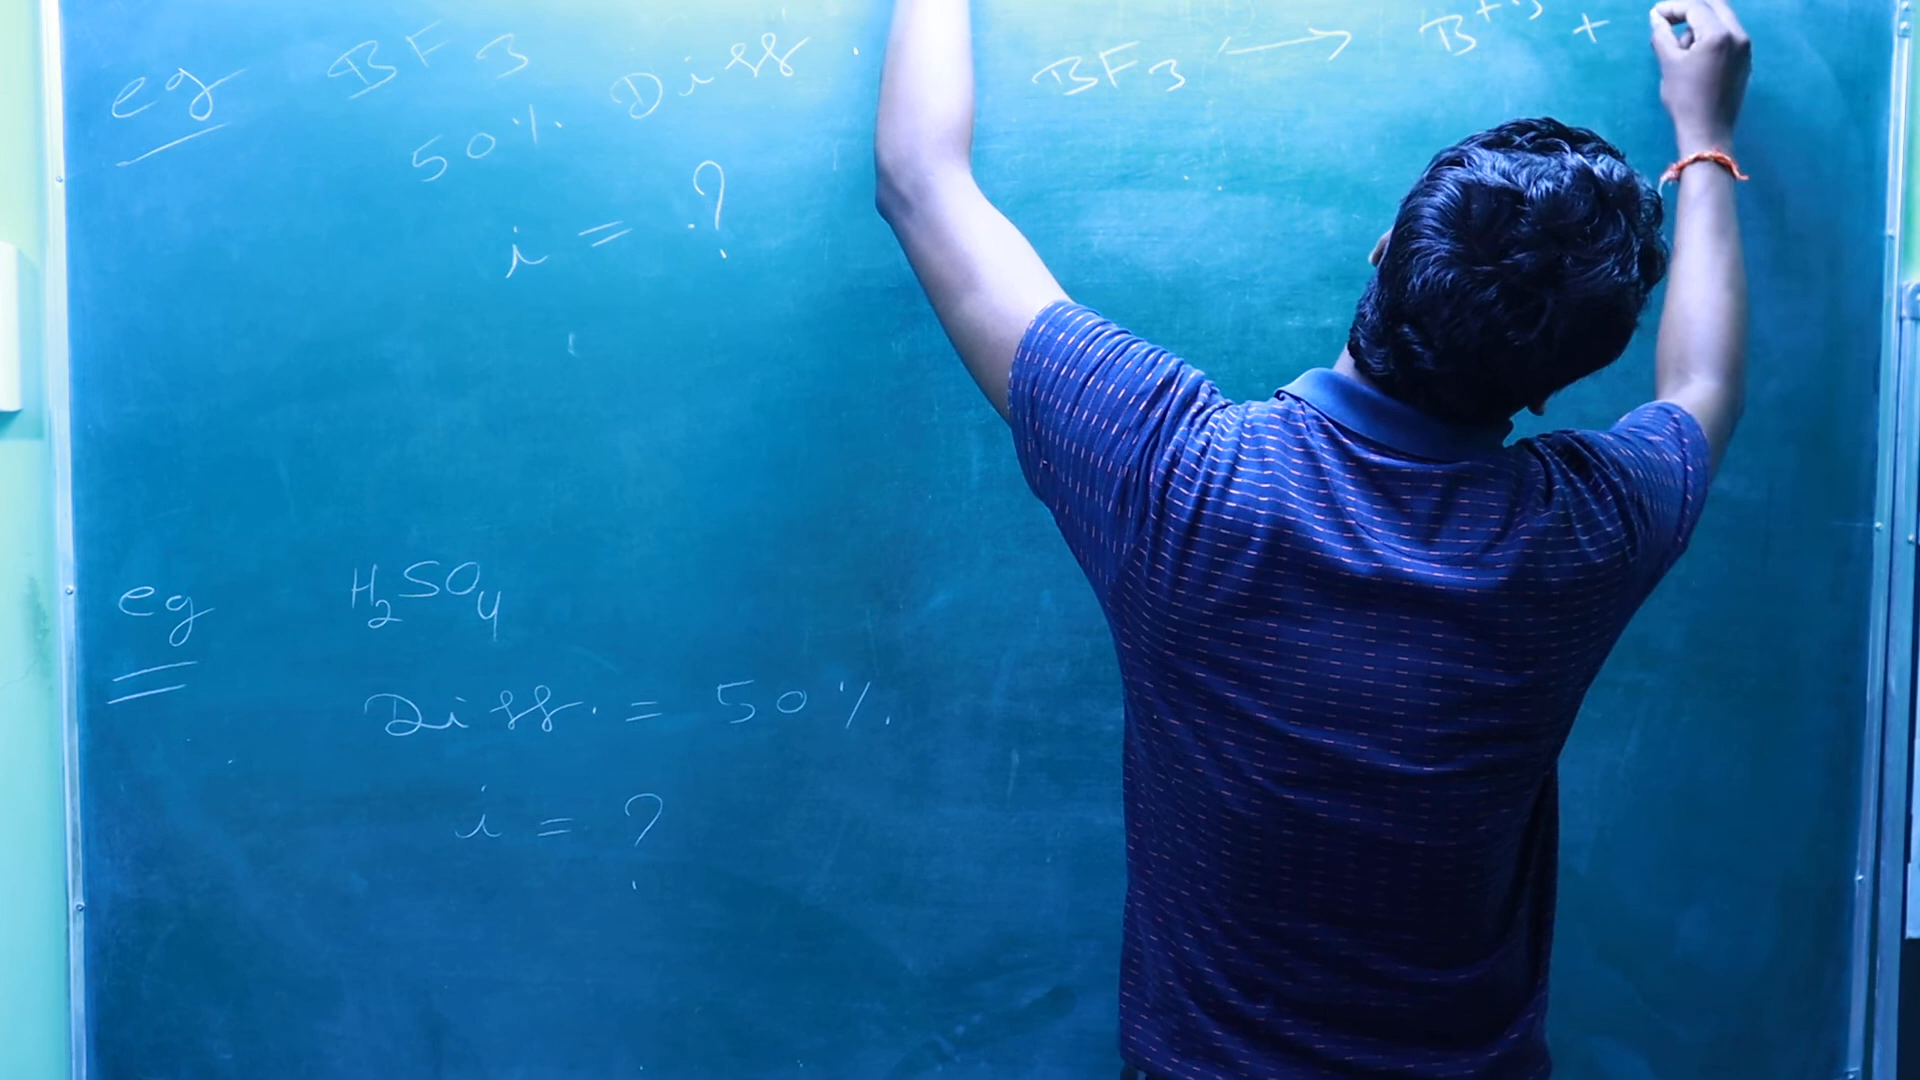 eg BF3 50% Diss.
i = ?
BF3 → B+3 +
eg H2SO4
Diss. = 50%.
i = ?